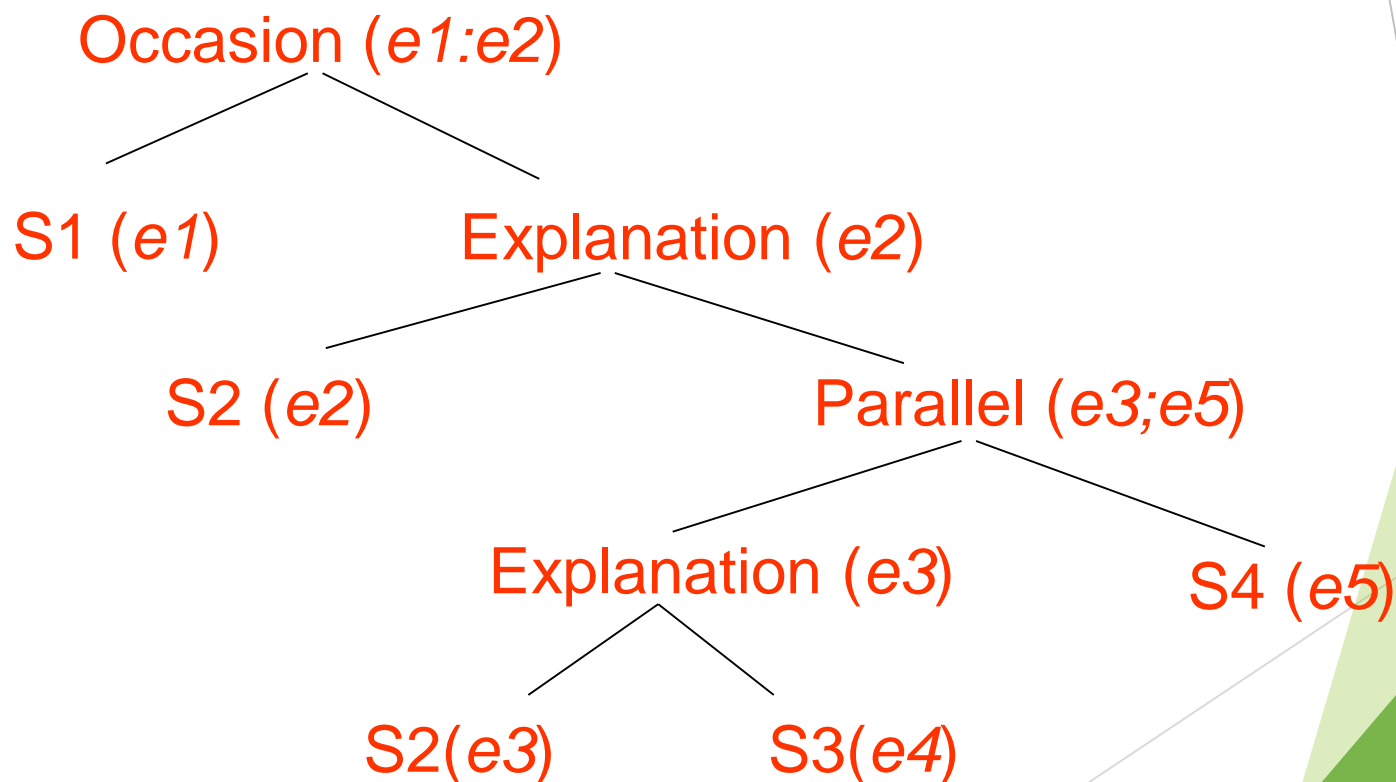 Occasion (e1:e2)
S1 (e1)
Explanation (e2)
S2 (e2)
Parallel (e3;e5)
Explanation (e3)
S4 (e5)
S2(e3)
S3(e4)